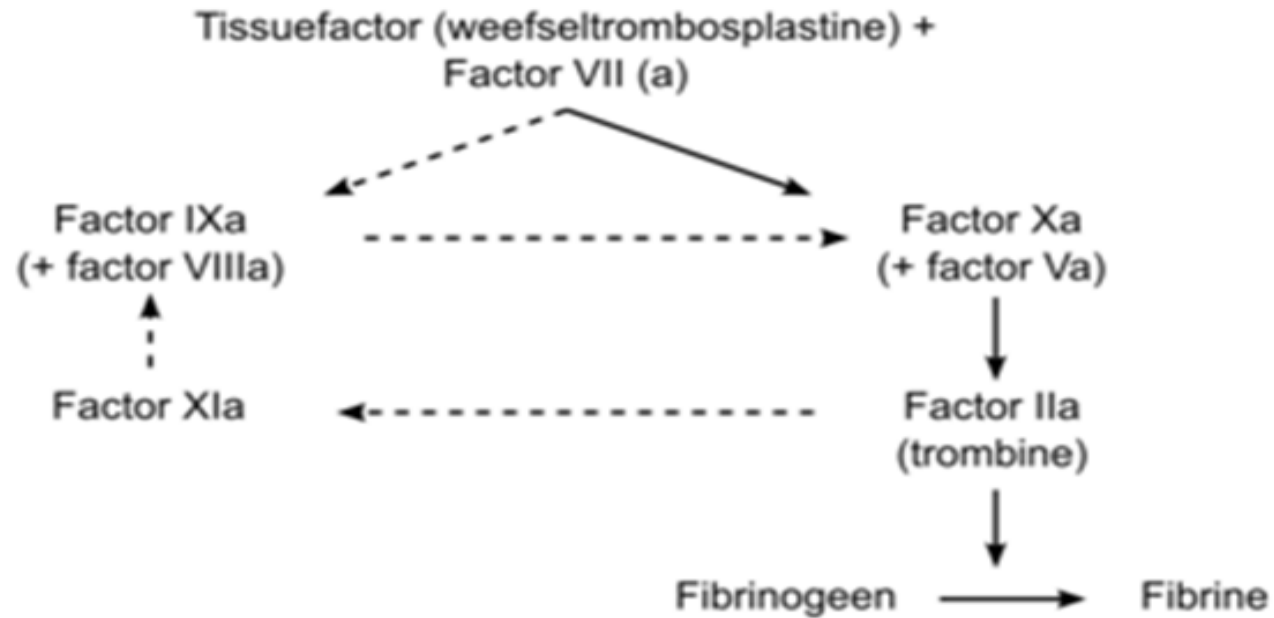 Tissuefactor (weefseltrombosplastine) +
Factor VII (a)
Factor IXa
(+ factor VIIIa)
Factor Xa
(+ factor Va)
Factor XIa
Factor IIa
(trombine)
Fibrinogeen
Fibrine